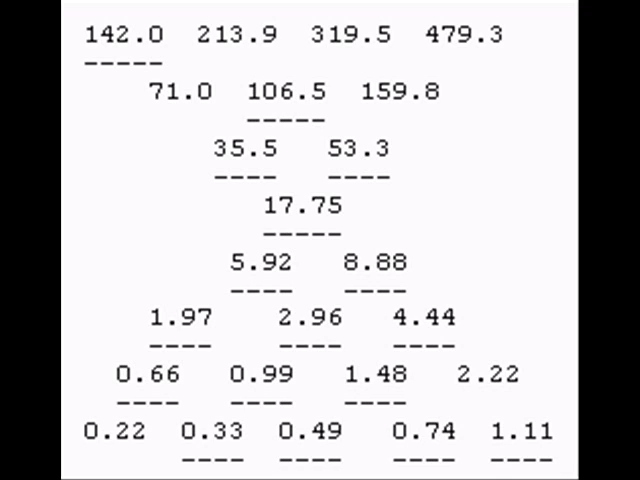 142.0 213.9 319.5 479.3
-----
71.0 106.5 159.8
-----
35.5 53.3
---- ----
17.75
-----
5.92 8.88
---- ----
1.97 2.96 4.44
---- ---- ----
0.66 0.99 1.48 2.22
---- ---- ----
0.22 0.33 0.49 0.74 1.11
---- ---- ---- ----